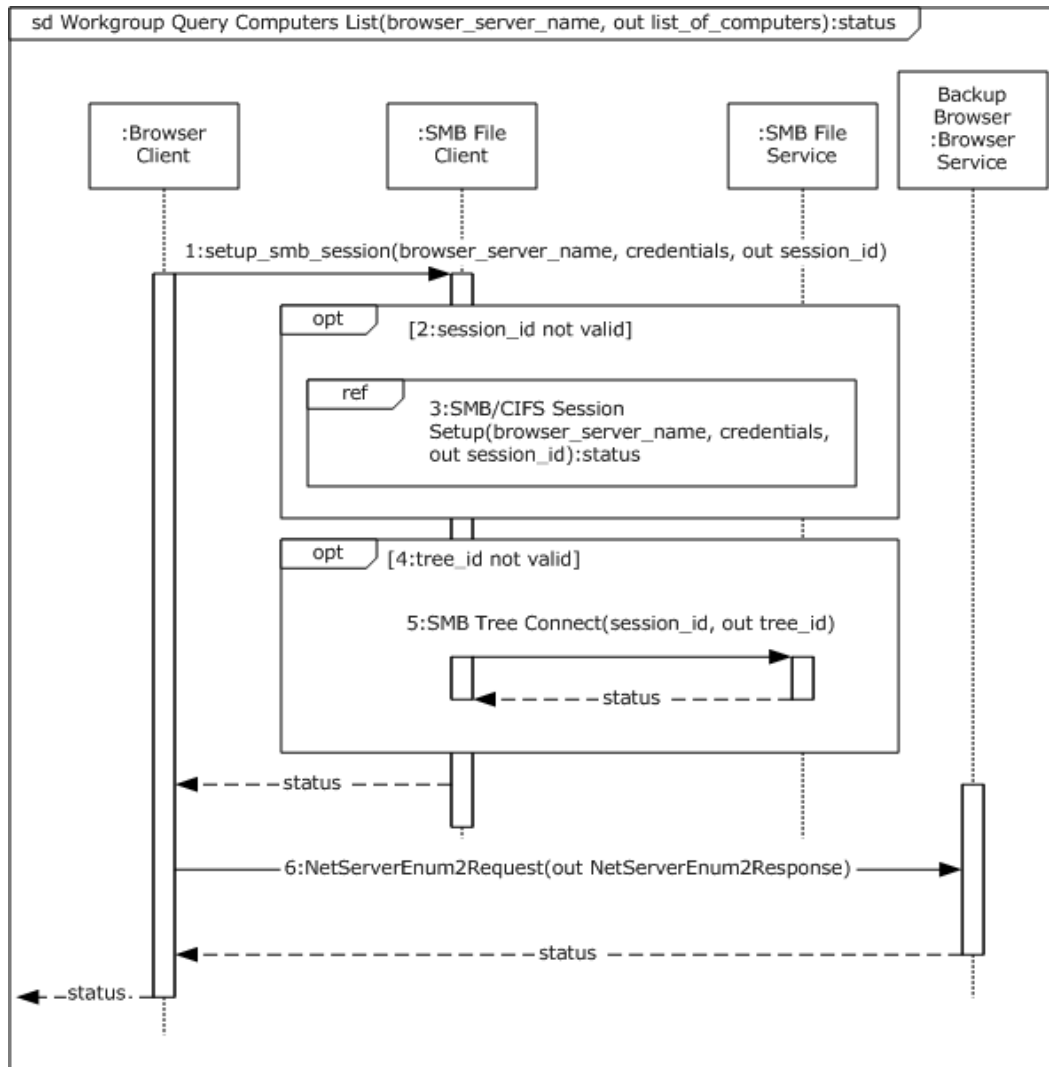 sd Workgroup Query Computers List(browser_server_name, out list_of_computers):status
:Browser
Client
:SMB File
Client
:SMB File
Service
Backup
Browser
:Browser
Service
1:setup_smb_session(browser_server_name, credentials, out session_id)
opt
[2:session_id not valid]
ref
3:SMB/CIFS Session
Setup(browser_server_name, credentials,
out session_id):status
opt
[4:tree_id not valid]
5:SMB Tree Connect(session_id, out tree_id)
status
status
6:NetServerEnum2Request(out NetServerEnum2Response)
status
status